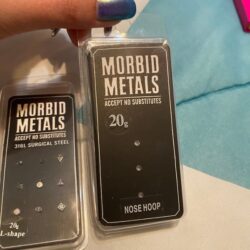 MORBID
METALS
ACCEPT NO SUBSTITUTES
316L SURGICAL STEEL
20g
L-shape
MORBID
METALS
ACCEPT NO SUBSTITUTES
20g
NOSE HOOP